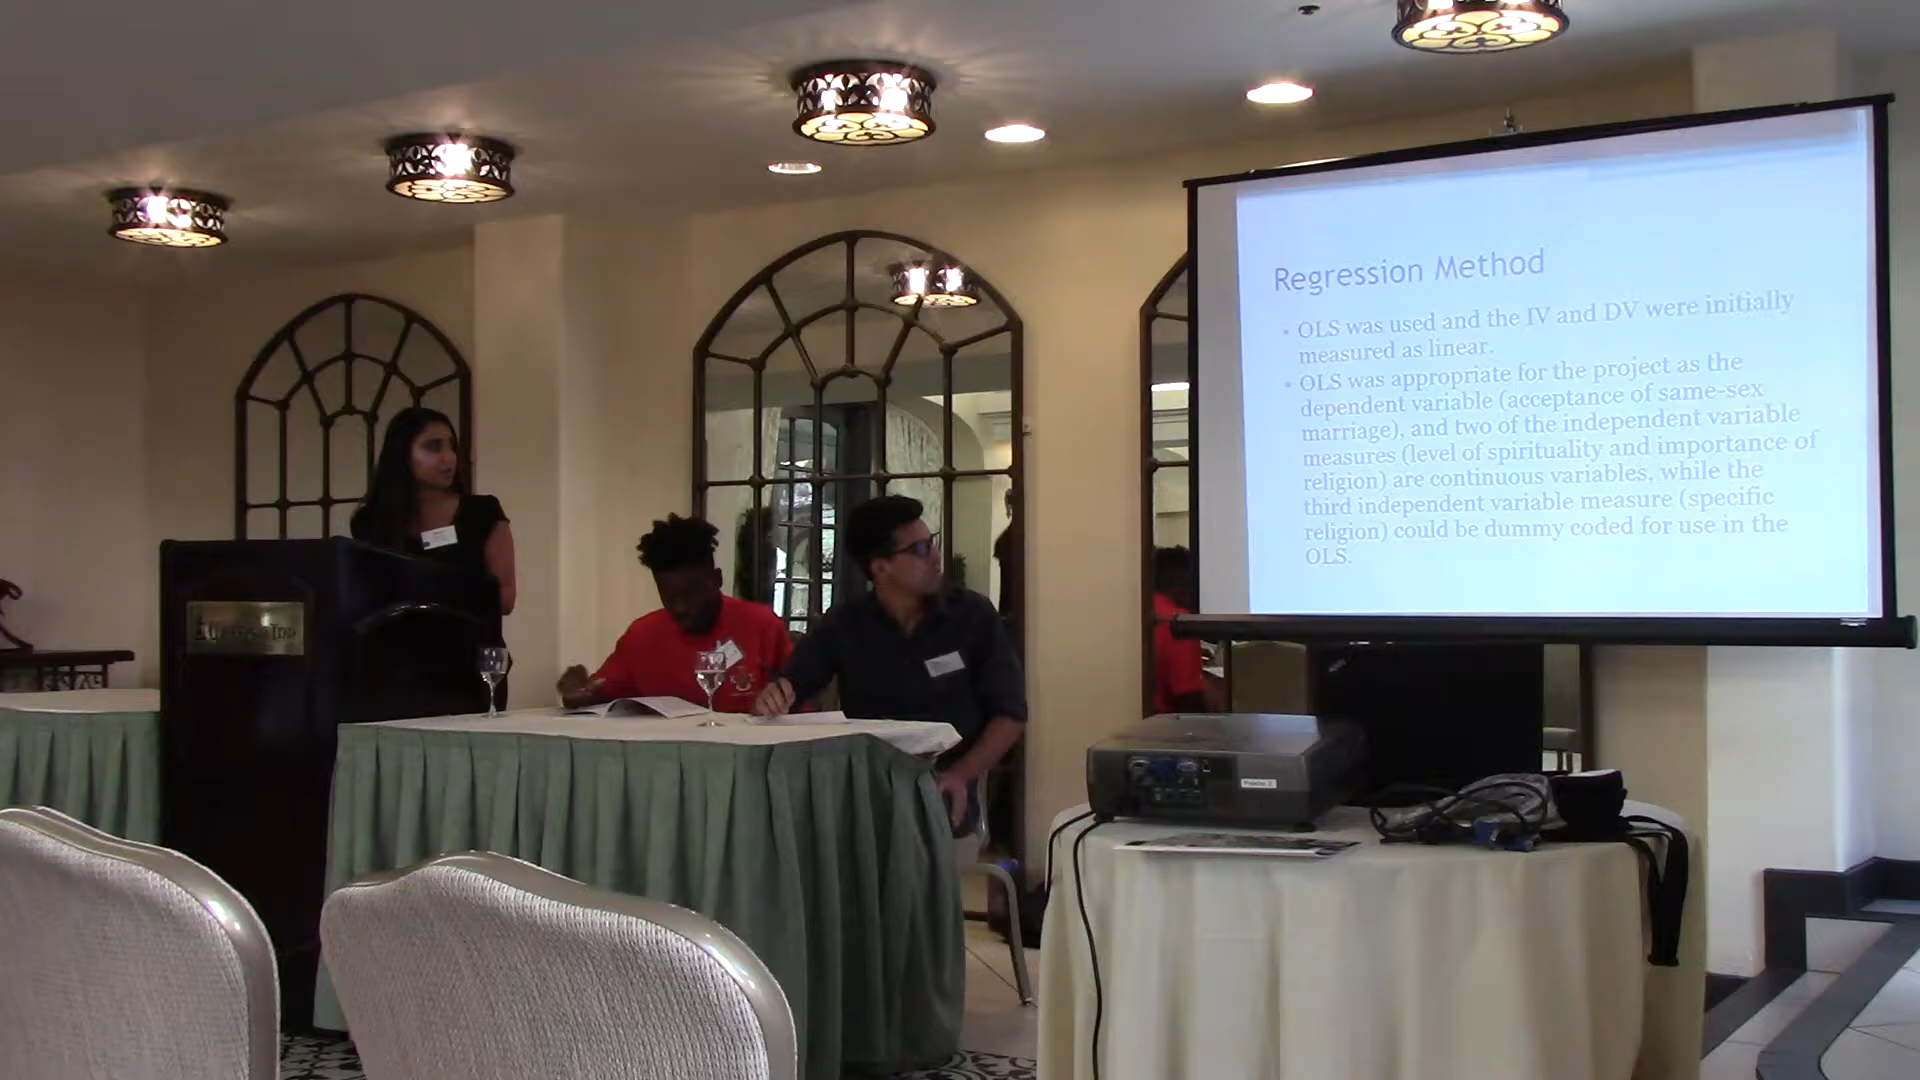 Regression Method
• OLS was used and the IV and DV were initially
measured as linear.
• OLS was appropriate for the project as the
dependent variable (acceptance of same-sex
marriage), and two of the independent variable
measures (level of spirituality and importance of
religion) are continuous variables, while the
third independent variable measure (specific
religion) could be dummy coded for use in the
OLS.